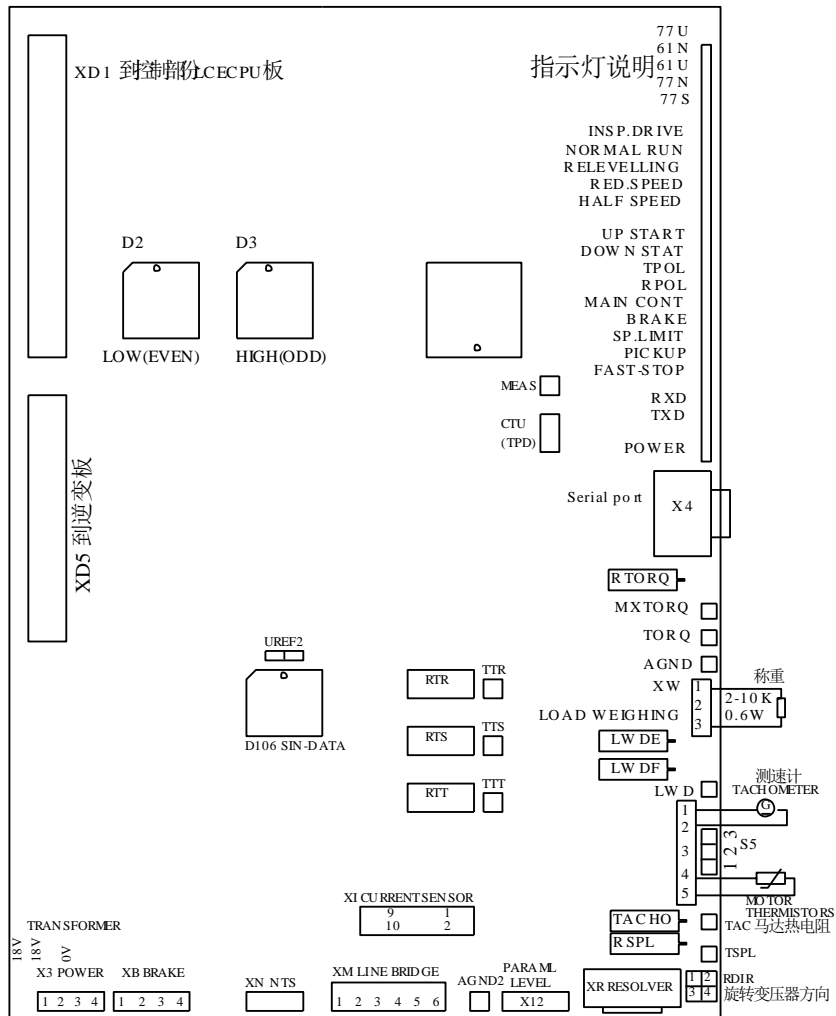 77U
61N
61U
77N
77S
指示灯说明
XD1 到控制部份LCECPU板
INSP.DRIVE
NORMAL RUN
RELEVELLING
RED.SPEED
HALF SPEED
UP START
DOWN STAT
TPOL
RPOL
MAIN CONT
BRAKE
SP.LIMIT
PICKUP
FAST-STOP
RXD
TXD
POWER
D2
D3
LOW(EVEN)
HIGH(ODD)
MEAS
CTU
(TPD)
XD5 到逆变板
Serial port
X4
RTORQ
MXTORQ
TORQ
AGND
XW
1
2
3
称重
2-10K
0.6W
LOAD WEIGHING
LWDE
LWDF
LWD
UREF2
D106 SIN-DATA
RTR
TTR
RTS
TTS
RTT
TTT
测速计
TACHOMETER
G
1
2
3
4
5
1 2 3
S5
MOTOR
THERMISTORS
马达热电阻
TACHO
TAC
RSPL
TSPL
XI CURRENTSENSOR
9 1
10 2
TRANSFORMER
18V
18V
0V
X3 POWER
1 2 3 4
XB BRAKE
1 2 3 4
XN NTS
XM LINE BRIDGE
1 2 3 4 5 6
AGND2
PARAML
LEVEL
X12
XR RESOLVER
1 2
3 4
RDIR
旋转变压器方向